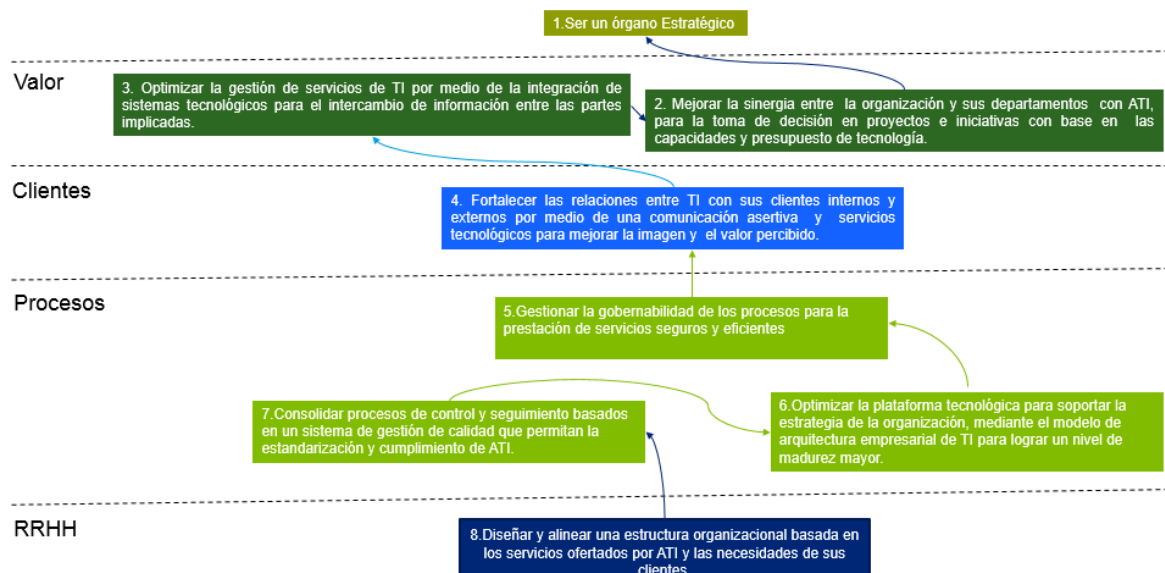 1.Ser un órgano Estratégico
Valor
3. Optimizar la gestión de servicios de TI por medio de la integración de
sistemas tecnológicos para el intercambio de información entre las partes
implicadas.
2. Mejorar la sinergia entre la organización y sus departamentos con ATI,
para la toma de decisión en proyectos e iniciativas con base en las
capacidades y presupuesto de tecnología.
Clientes
4. Fortalecer las relaciones entre TI con sus clientes internos y
externos por medio de una comunicación asertiva y servicios
tecnológicos para mejorar la imagen y el valor percibido.
Procesos
5.Gestionar la gobernabilidad de los procesos para la
prestación de servicios seguros y eficientes
7.Consolidar procesos de control y seguimiento basados
en un sistema de gestión de calidad que permitan la
estandarización y cumplimiento de ATI.
6.Optimizar la plataforma tecnológica para soportar la
estrategia de la organización, mediante el modelo de
arquitectura empresarial de TI para lograr un nivel de
madurez mayor.
RRHH
8.Diseñar y alinear una estructura organizacional basada en
los servicios ofertados por ATI y las necesidades de sus
clientes